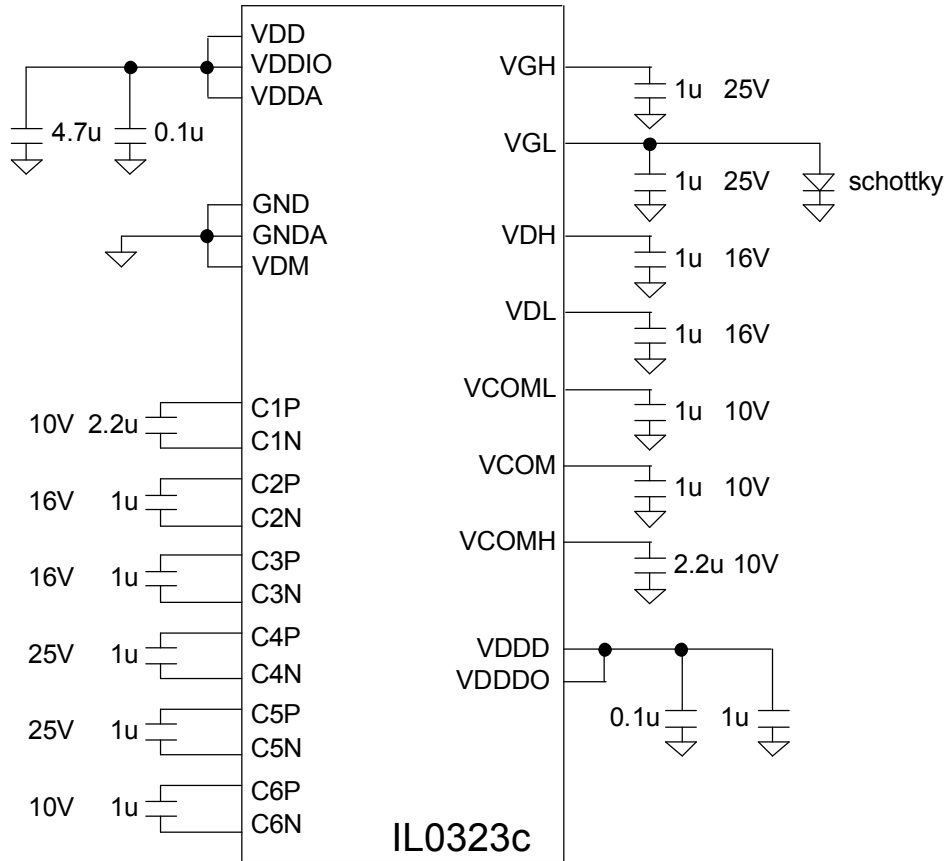 VDD
VDDIO
VDDA
4.7u
0.1u
GND
GNDA
VDM
10V 2.2u
C1P
C1N
16V 1u
C2P
C2N
16V 1u
C3P
C3N
25V 1u
C4P
C4N
25V 1u
C5P
C5N
10V 1u
C6P
C6N
VGH
1u 25V
VGL
1u 25V
schottky
VDH
1u 16V
VDL
1u 16V
VCOML
1u 10V
VCOM
1u 10V
VCOMH
2.2u 10V
VDDD
VDDDO
0.1u
1u
IL0323c